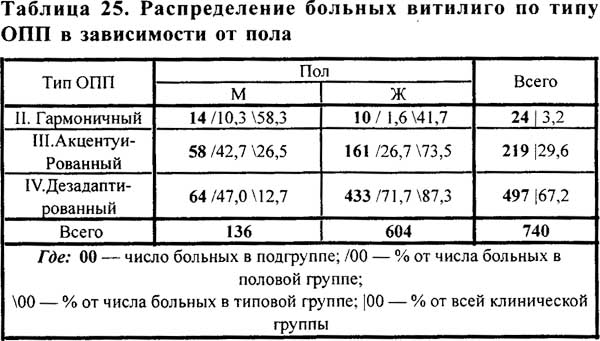 Таблица 25. Распределение больных витилиго по типу
ОПП в зависимости от пола
Тип ОПП
Пол
Всего
М
Ж
II. Гармоничный
14 /10,3 \58,3
10 / 1,6 \41,7
24 | 3,2
III.Акцентуи-
Рованный
58 /42,7 \26,5
161 /26,7 \73,5
219 |29,6
IV.Дезадапти-
рованный
64 /47,0 \12,7
433 /71,7 \87,3
497 |67,2
Всего
136
604
740
Где: 00 — число больных в подгруппе; /00 — % от числа больных в
половой группе;
\00 — % от числа больных в типовой группе; |00 — % от всей клинической
группы